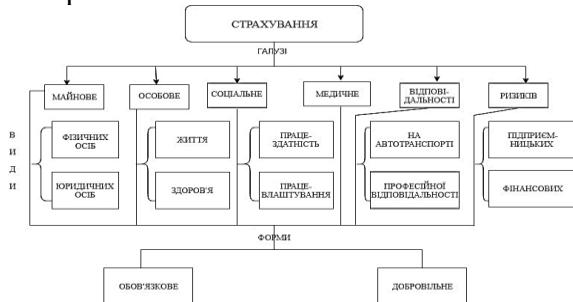 СТРАХУВАННЯ
ГАЛУЗІ
МАЙНОВЕ
ОСОБОВЕ
СОЦІАЛЬНЕ
МЕДИЧНЕ
ВІДПОВІ-
ДАЛЬНОСТІ
РИЗИКІВ
В
И
Д
И
ФІЗИЧНИХ
ОСІБ
ЖИТТЯ
ПРАЦЕ-
ЗДАТНІСТЬ
НА
АВТОТРАНСПОРТІ
ПІДПРИЄМ-
НИЦЬКИХ
ЮРИДИЧНИХ
ОСІБ
ЗДОРОВ'Я
ПРАЦЕ-
ВЛАШТУВАННЯ
ПРОФЕСІЙНОЇ
ВІДПОВІДАЛЬНОСТІ
ФІНАНСОВИХ
ФОРМИ
ОБОВ'ЯЗКОВЕ
ДОБРОВІЛЬНЕ